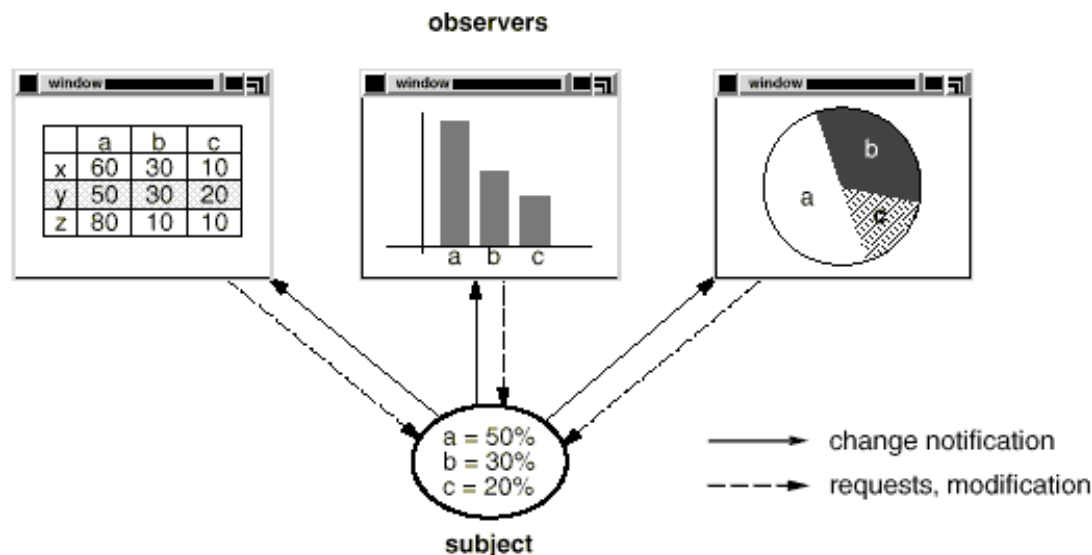 observers
window
a b c
x 60 30 10
y 50 30 20
z 80 10 10
window
a b c
window
a
b
c
a = 50%
b = 30%
c = 20%
subject
change notification
requests, modification